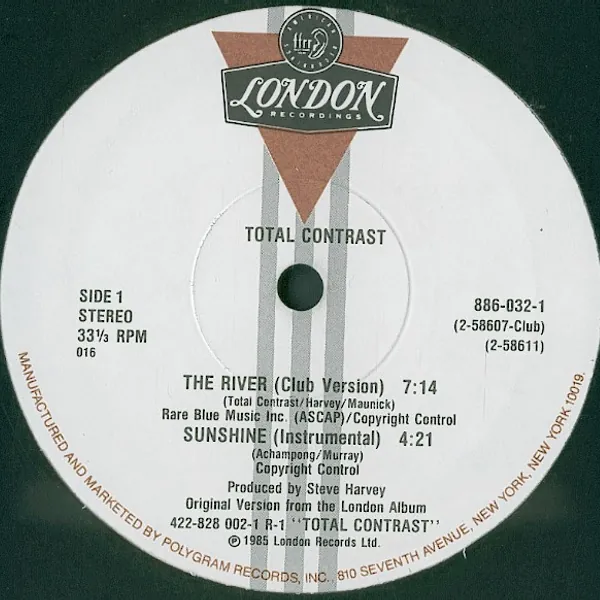 AMERICAN
ffrr
RECORDINGS
LONDON
RECORDINGS
TOTAL CONTRAST
SIDE 1
STEREO
33⅓ RPM
016
886-032-1
(2-58607-Club)
(2-58611)
THE RIVER (Club Version) 7:14
(Total Contrast/Harvey/Maunick)
Rare Blue Music Inc. (ASCAP)/Copyright Control
SUNSHINE (Instrumental) 4:21
(Achampong/Murray)
Copyright Control
Produced by Steve Harvey
Original Version from the London Album
422-828 002-1 R-1 "TOTAL CONTRAST"
℗ 1985 London Records Ltd.
MANUFACTURED AND MARKETED BY POLYGRAM RECORDS, INC., 810 SEVENTH AVENUE, NEW YORK, NEW YORK 10019.